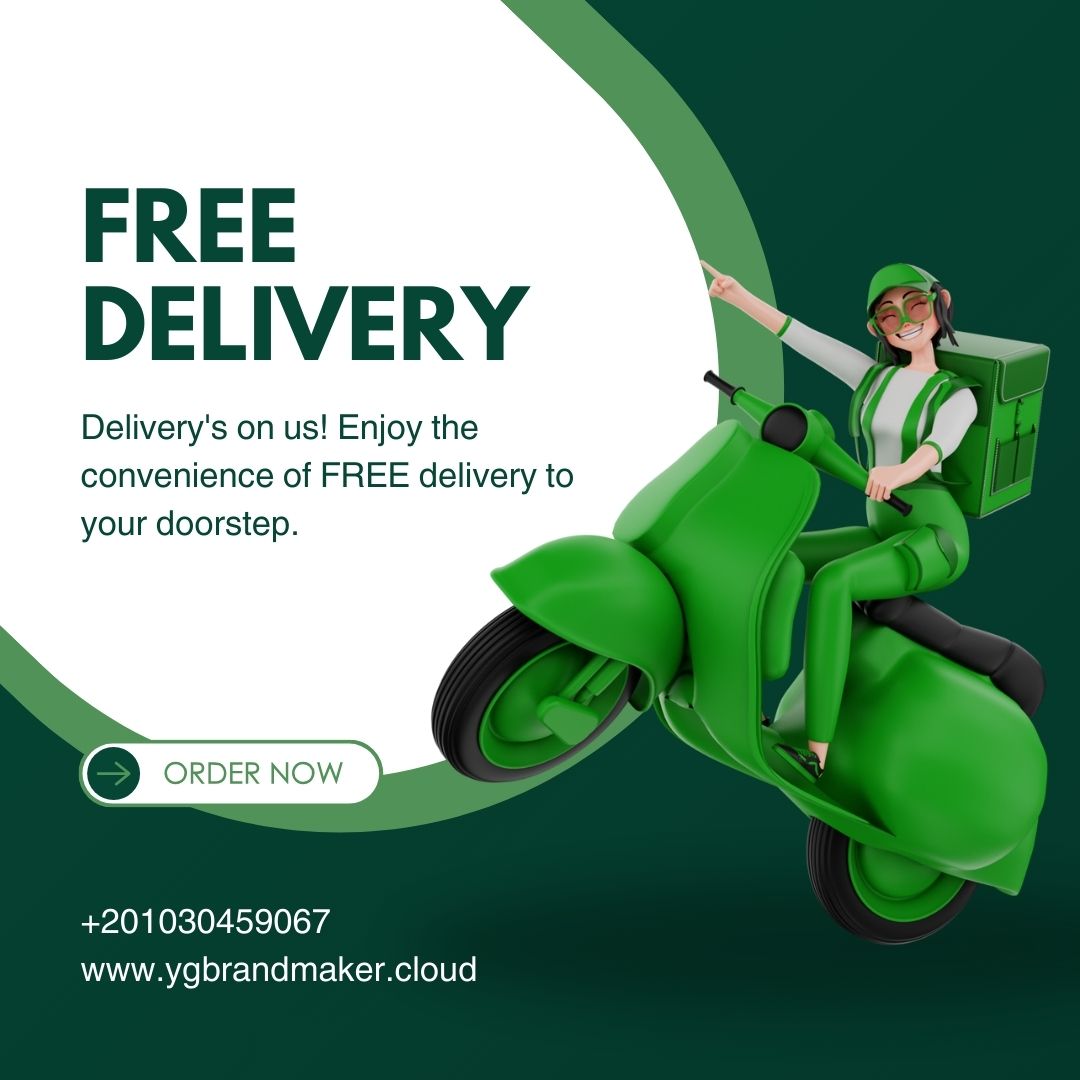 FREE
DELIVERY
Delivery's on us! Enjoy the
convenience of FREE delivery to
your doorstep.
ORDER NOW
+201030459067
www.ygbrandmaker.cloud